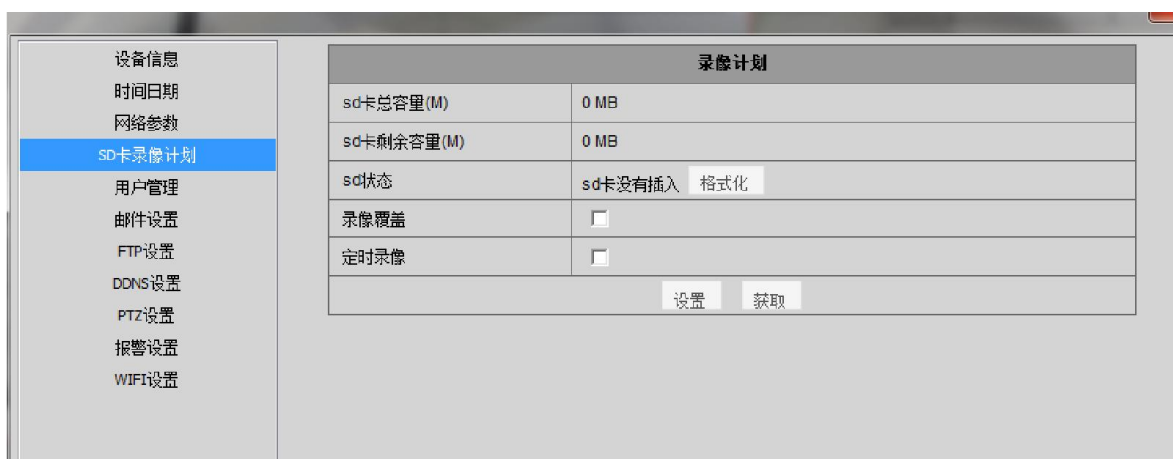 设备信息
时间日期
网络参数
SD卡录像计划
用户管理
邮件设置
FTP设置
DDNS设置
PTZ设置
报警设置
WIFI设置
录像计划
sd卡总容量(M) 0 MB
sd卡剩余容量(M) 0 MB
sd状态 sd卡没有插入 格式化
录像覆盖
定时录像
设置 获取